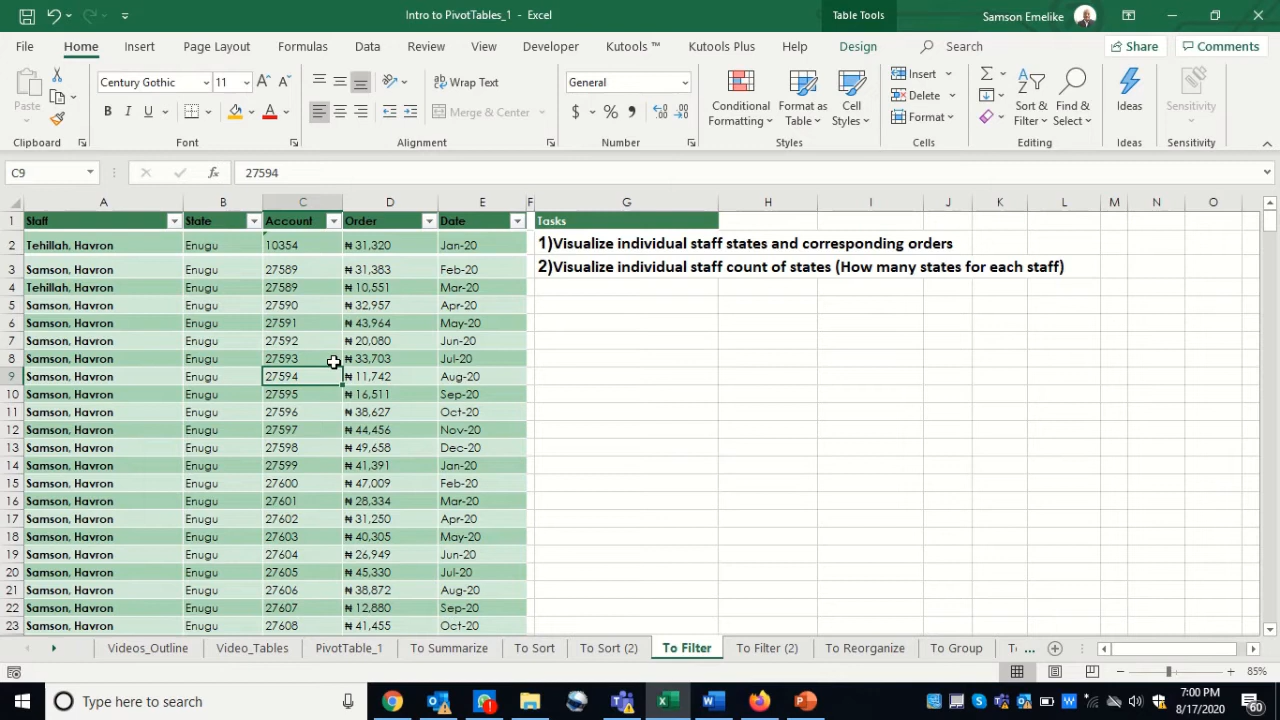 Intro to PivotTables_1 - Excel
Table Tools
Samson Emelike
File Home Insert Page Layout Formulas Data Review View Developer Kutools ™ Kutools Plus Help Design Search Share Comments
Paste
Century Gothic 11
B I U
Wrap Text
Merge & Center
General
$ %
Conditional Formatting
Format as Table
Cell Styles
Insert
Delete
Format
Sort & Filter
Find & Select
Ideas
Sensitivity
Clipboard Font Alignment Number Styles Cells Editing Ideas Sensitivity
C9 fx 27594
A B C D E F G H I J K L M N O
1 Staff State Account Order Date Tasks
2 Tehillah, Havron Enugu 10354 ₦ 31,320 Jan-20 1)Visualize individual staff states and corresponding orders
3 Samson, Havron Enugu 27589 ₦ 31,383 Feb-20 2)Visualize individual staff count of states (How many states for each staff)
4 Tehillah, Havron Enugu 27589 ₦ 10,551 Mar-20
5 Samson, Havron Enugu 27590 ₦ 32,957 Apr-20
6 Samson, Havron Enugu 27591 ₦ 43,964 May-20
7 Samson, Havron Enugu 27592 ₦ 20,080 Jun-20
8 Samson, Havron Enugu 27593 ₦ 33,703 Jul-20
9 Samson, Havron Enugu 27594 ₦ 11,742 Aug-20
10 Samson, Havron Enugu 27595 ₦ 16,511 Sep-20
11 Samson, Havron Enugu 27596 ₦ 38,627 Oct-20
12 Samson, Havron Enugu 27597 ₦ 44,456 Nov-20
13 Samson, Havron Enugu 27598 ₦ 49,658 Dec-20
14 Samson, Havron Enugu 27599 ₦ 41,391 Jan-20
15 Samson, Havron Enugu 27600 ₦ 47,009 Feb-20
16 Samson, Havron Enugu 27601 ₦ 28,334 Mar-20
17 Samson, Havron Enugu 27602 ₦ 31,250 Apr-20
18 Samson, Havron Enugu 27603 ₦ 40,305 May-20
19 Samson, Havron Enugu 27604 ₦ 26,949 Jun-20
20 Samson, Havron Enugu 27605 ₦ 45,330 Jul-20
21 Samson, Havron Enugu 27606 ₦ 38,872 Aug-20
22 Samson, Havron Enugu 27607 ₦ 12,880 Sep-20
23 Samson, Havron Enugu 27608 ₦ 41,455 Oct-20
Videos_Outline Video_Tables PivotTable_1 To Summarize To Sort To Sort (2) To Filter To Filter (2) To Reorganize To Group ...
85%
Type here to search
7:00 PM
8/17/2020
60